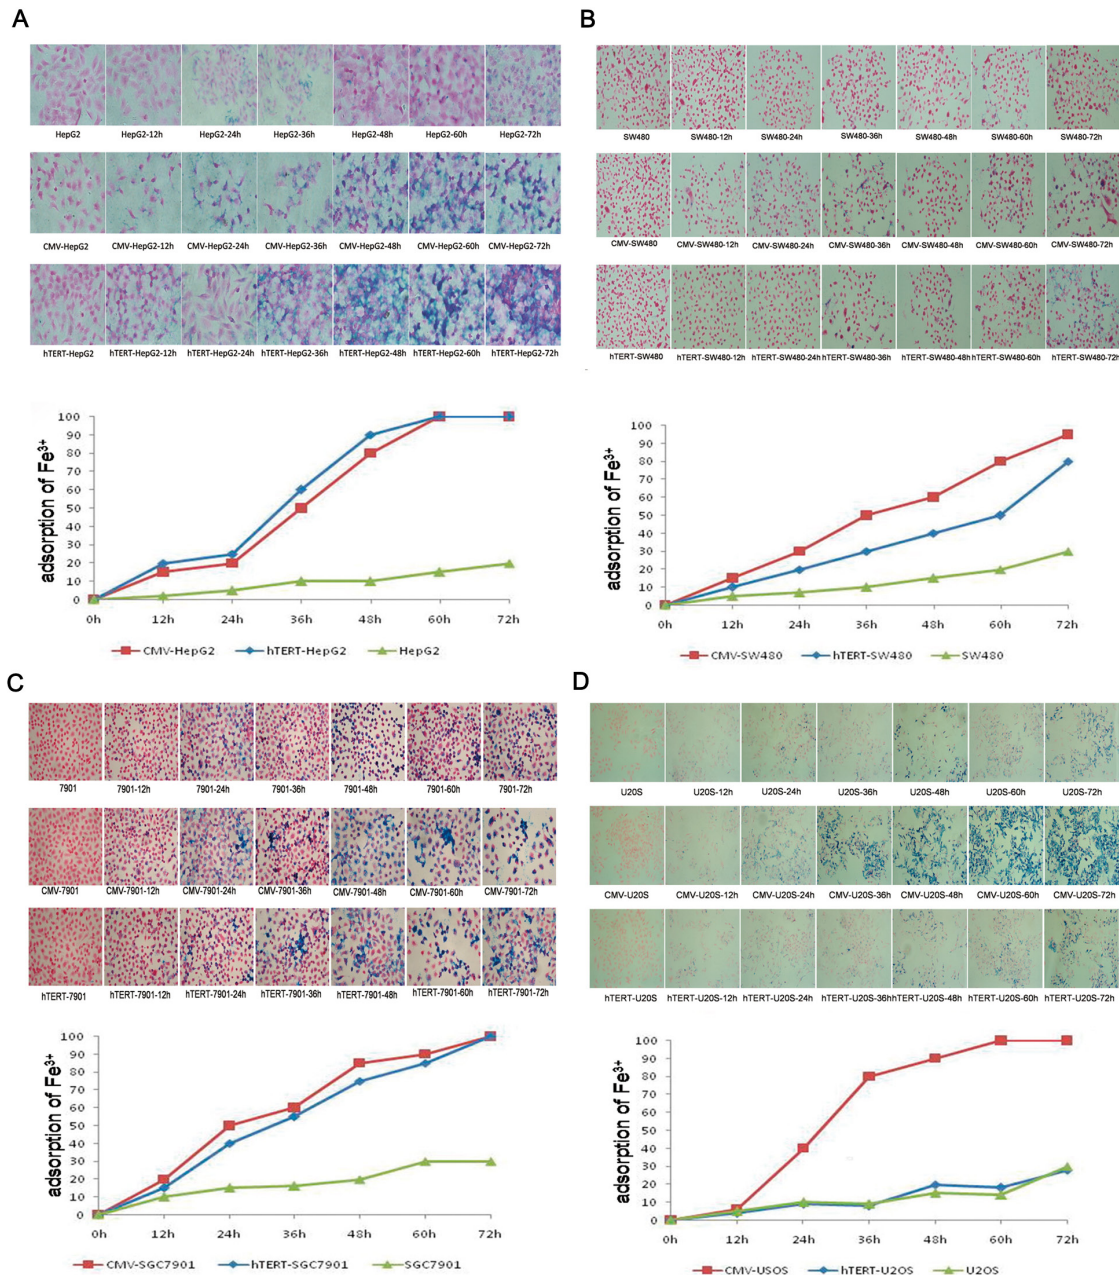 A
HepG2 HepG2-12h HepG2-24h HepG2-36h HepG2-48h HepG2-60h HepG2-72h
CMV-HepG2 CMV-HepG2-12h CMV-HepG2-24h CMV-HepG2-36h CMV-HepG2-48h CMV-HepG2-60h CMV-HepG2-72h
hTERT-HepG2 hTERT-HepG2-12h hTERT-HepG2-24h hTERT-HepG2-36h hTERT-HepG2-48h hTERT-HepG2-60h hTERT-HepG2-72h
adsorption of Fe³⁺
100
90
80
70
60
50
40
30
20
10
0
0h 12h 24h 36h 48h 60h 72h
CMV-HepG2 hTERT-HepG2 HepG2
B
SW480 SW480-12h SW480-24h SW480-36h SW480-48h SW480-60h SW480-72h
CMV-SW480 CMV-SW480-12h CMV-SW480-24h CMV-SW480-36h CMV-SW480-48h CMV-SW480-60h CMV-SW480-72h
hTERT-SW480 hTERT-SW480-12h hTERT-SW480-24h hTERT-SW480-36h hTERT-SW480-48h hTERT-SW480-60h hTERT-SW480-72h
adsorption of Fe³⁺
100
90
80
70
60
50
40
30
20
10
0
0h 12h 24h 36h 48h 60h 72h
CMV-SW480 hTERT-SW480 SW480
C
7901 7901-12h 7901-24h 7901-36h 7901-48h 7901-60h 7901-72h
CMV-7901 CMV-7901-12h CMV-7901-24h CMV-7901-36h CMV-7901-48h CMV-7901-60h CMV-7901-72h
hTERT-7901 hTERT-7901-12h hTERT-7901-24h hTERT-7901-36h hTERT-7901-48h hTERT-7901-60h hTERT-7901-72h
adsorption of Fe³⁺
100
90
80
70
60
50
40
30
20
10
0
0h 12h 24h 36h 48h 60h 72h
CMV-SGC7901 hTERT-SGC7901 SGC7901
D
U20S U20S-12h U20S-24h U20S-36h U20S-48h U20S-60h U20S-72h
CMV-U20S CMV-U20S-12h CMV-U20S-24h CMV-U20S-36h CMV-U20S-48h CMV-U20S-60h CMV-U20S-72h
hTERT-U20S hTERT-U20S-12h hTERT-U20S-24h hTERT-U20S-36h hTERT-U20S-48h hTERT-U20S-60h hTERT-U20S-72h
adsorption of Fe³⁺
100
90
80
70
60
50
40
30
20
10
0
0h 12h 24h 36h 48h 60h 72h
CMV-USOS hTERT-U2OS U2OS